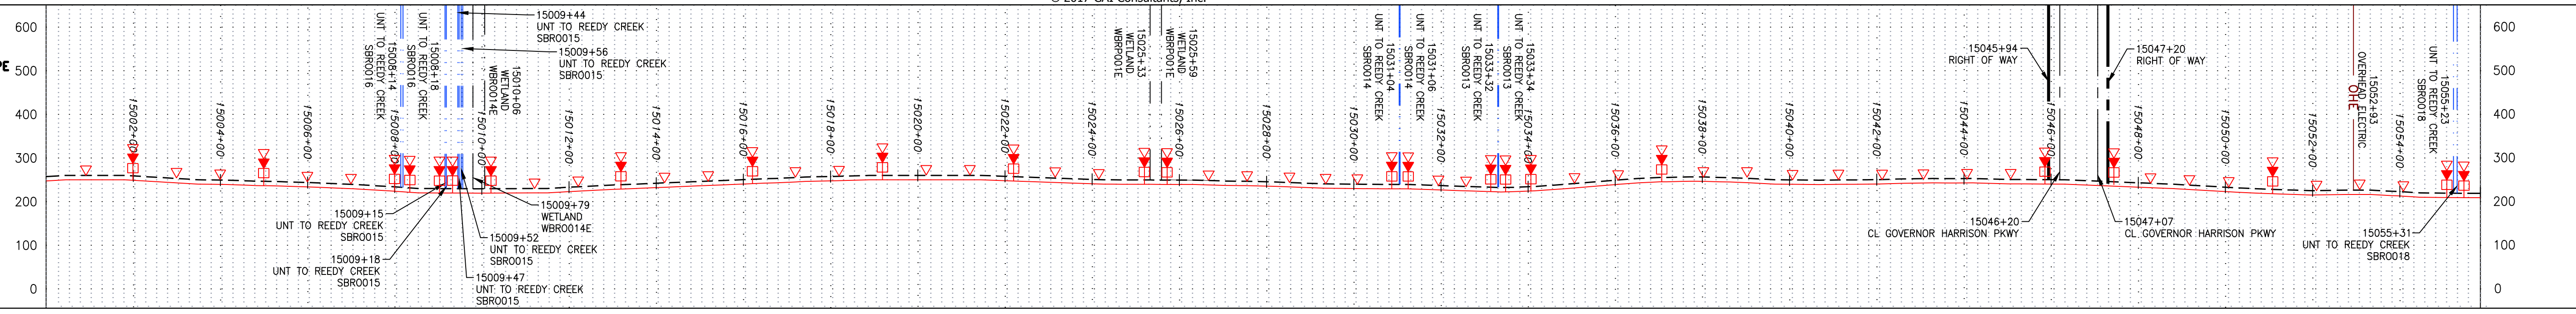 PE
600
500
400
300
200
100
0
15002+00
15004+00
15006+00
15008+00
15010+00
15012+00
15014+00
15016+00
15018+00
15020+00
15022+00
15024+00
15026+00
15028+00
15030+00
15032+00
15034+00
15036+00
15038+00
15040+00
15042+00
15044+00
15046+00
15048+00
15050+00
15052+00
15054+00
15008+14
UNT TO REEDY CREEK
SBRO016
15008+18
UNT TO REEDY CREEK
SBRO016
15009+44
UNT TO REEDY CREEK
SBRO015
15009+56
UNT TO REEDY CREEK
SBRO015
15010+06
WETLAND
WBRO014E
15009+15
UNT TO REEDY CREEK
SBRO015
15009+18
UNT TO REEDY CREEK
SBRO015
15009+79
WETLAND
WBRO014E
15009+52
UNT TO REEDY CREEK
SBRO015
15009+47
UNT TO REEDY CREEK
SBRO015
15025+33
WETLAND
WBRP001E
15025+59
WETLAND
WBRP001E
15031+04
UNT TO REEDY CREEK
SBRO014
15031+06
UNT TO REEDY CREEK
SBRO014
15033+32
UNT TO REEDY CREEK
SBRO013
15033+34
UNT TO REEDY CREEK
SBRO013
15045+94
RIGHT OF WAY
15047+20
RIGHT OF WAY
15046+20
CL GOVERNOR HARRISON PKWY
15047+07
CL GOVERNOR HARRISON PKWY
15052+93
OVERHEAD ELECTRIC
OHE
15055+23
UNT TO REEDY CREEK
SBRO018
15055+31
UNT TO REEDY CREEK
SBRO018
600
500
400
300
200
100
0